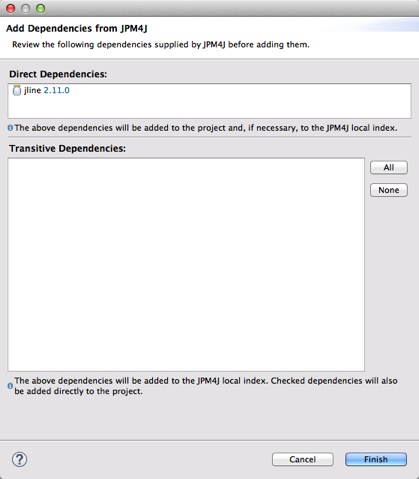 Add Dependencies from JPM4J
Review the following dependencies supplied by JPM4J before adding them.
Direct Dependencies:
jline 2.11.0
The above dependencies will be added to the project and, if necessary, to the JPM4J local index.
Transitive Dependencies:
All
None
The above dependencies will be added to the JPM4J local index. Checked dependencies will also
be added directly to the project.
?
Cancel
Finish